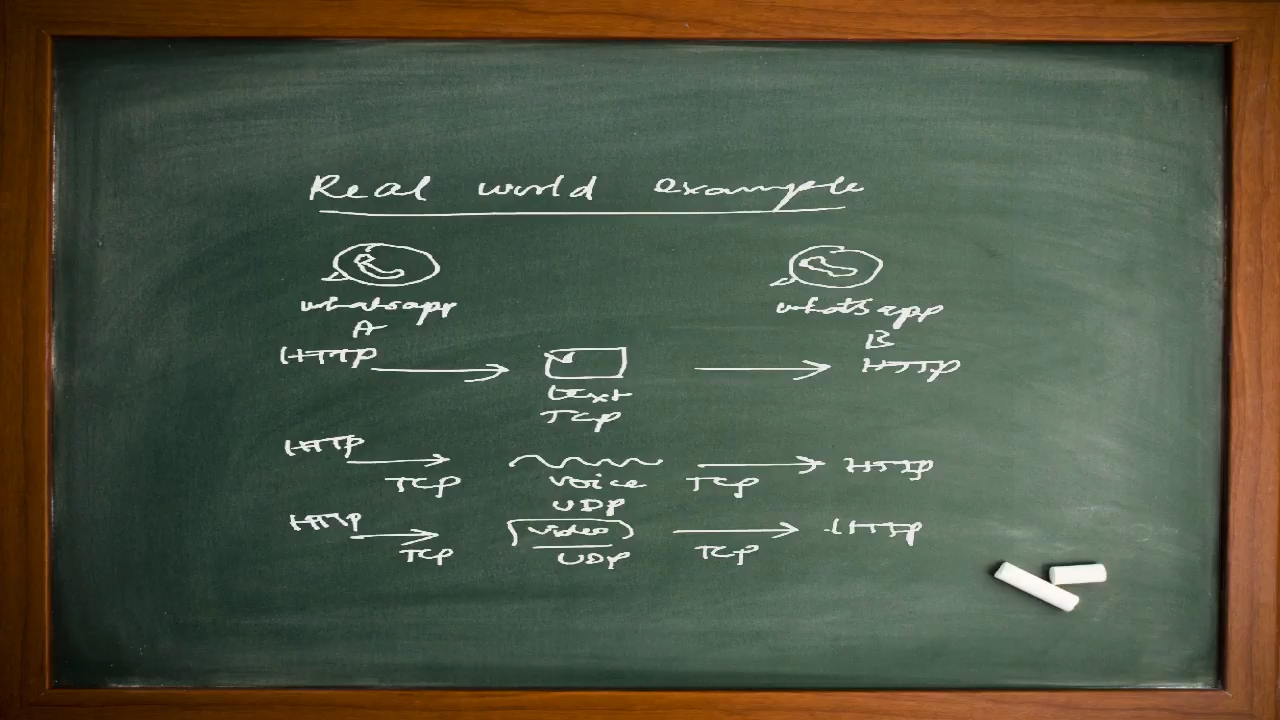 Real world example
whatsapp whatsapp
A B
HTTP HTTP
text
TCP
HTTP HTTP
TCP voice TCP
UDP
HTTP video HTTP
TCP UDP TCP